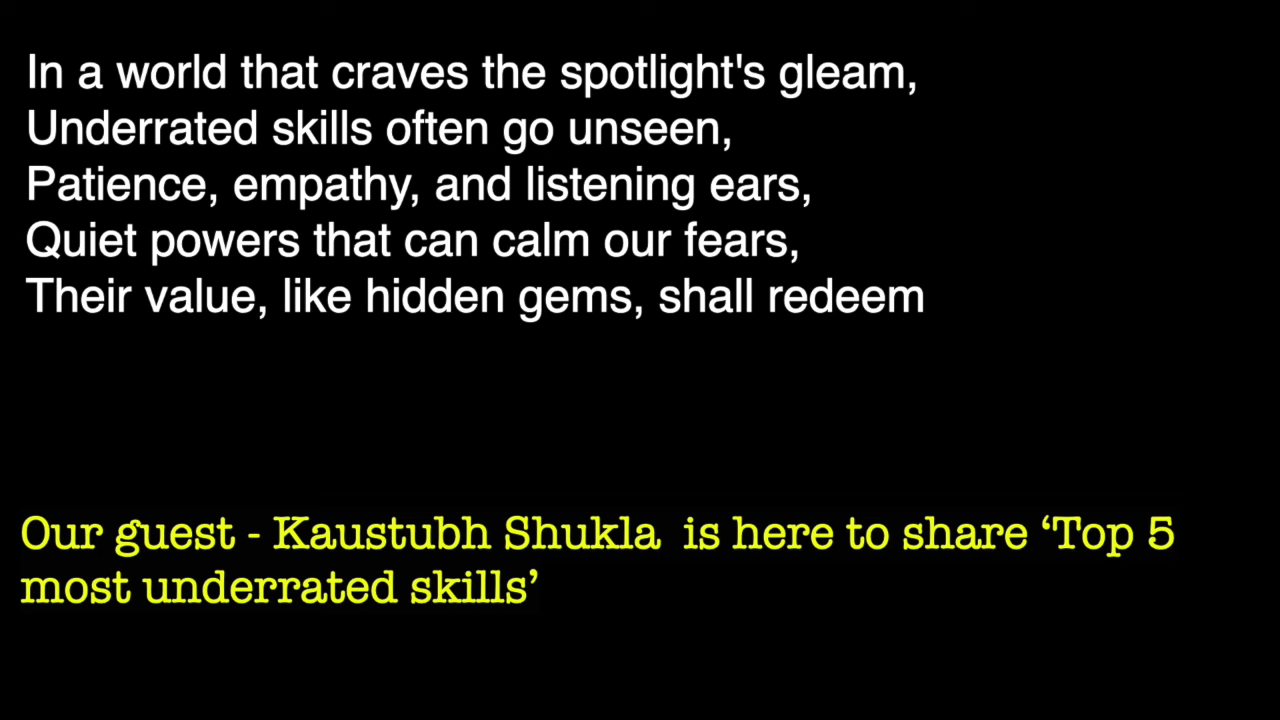 In a world that craves the spotlight's gleam,
Underrated skills often go unseen,
Patience, empathy, and listening ears,
Quiet powers that can calm our fears,
Their value, like hidden gems, shall redeem
Our guest - Kaustubh Shukla  is here to share ‘Top 5
most underrated skills’